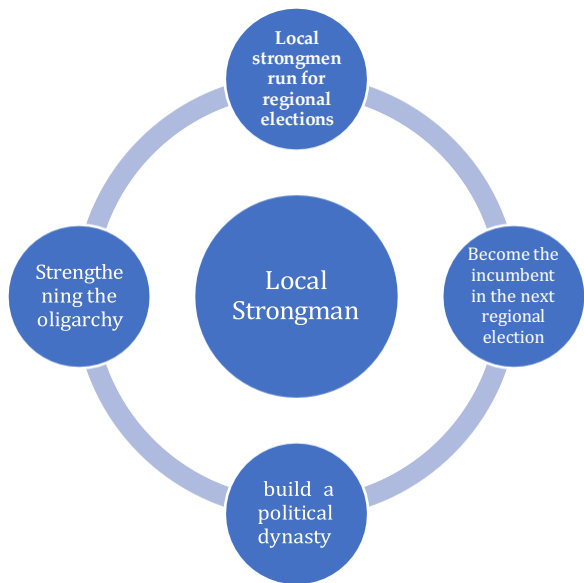 Local
strongmen
run for
regional
elections
Become the
incumbent
in the next
regional
election
build a
political
dynasty
Strengthe
ning the
oligarchy
Local
Strongman